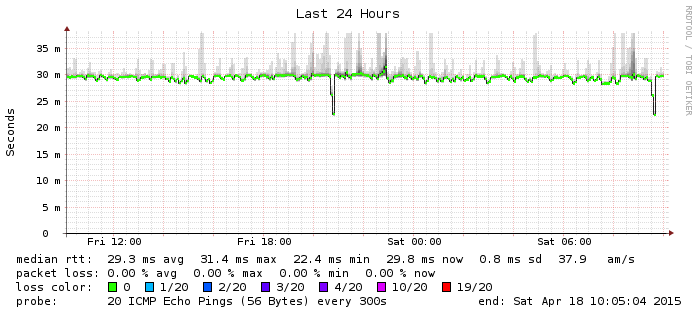 Last 24 Hours
RRDTOOL / TOBI OETIKER
Seconds
35 m
30 m
25 m
20 m
15 m
10 m
5 m
0
Fri 12:00 Fri 18:00 Sat 00:00 Sat 06:00
median rtt: 29.3 ms avg 31.4 ms max 22.4 ms min 29.8 ms now 0.8 ms sd 37.9 am/s
packet loss: 0.00 % avg 0.00 % max 0.00 % min 0.00 % now
loss color: 0 1/20 2/20 3/20 4/20 10/20 19/20
probe: 20 ICMP Echo Pings (56 Bytes) every 300s end: Sat Apr 18 10:05:04 2015